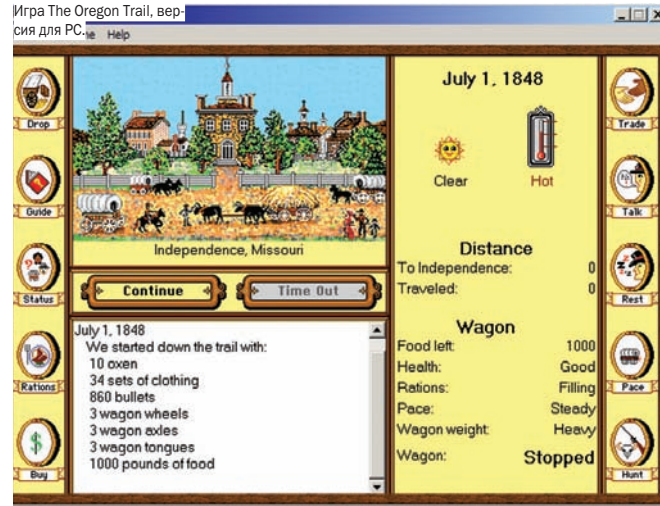 Игра The Oregon Trail, вер-
сия для PC.
Help
Drop
Guide
Status
Rations
Buy
Independence, Missouri
Continue
Time Out
July 1, 1848
We started down the trail with:
10 oxen
34 sets of clothing
860 bullets
3 wagon wheels
3 wagon axles
3 wagon tongues
1000 pounds of food
July 1, 1848
Clear
Hot
Distance
To Independence: 0
Traveled: 0
Wagon
Food left: 1000
Health: Good
Rations: Filling
Pace: Steady
Wagon weight: Heavy
Wagon: Stopped
Trade
Talk
Rest
Pace
Hunt